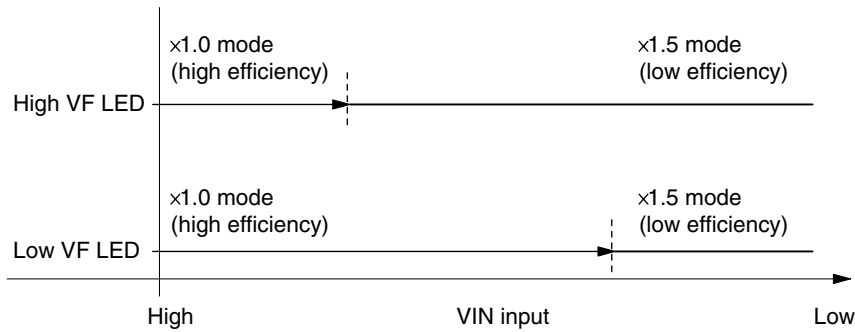 ×1.0 mode
(high efficiency)
×1.5 mode
(low efficiency)
High VF LED
×1.0 mode
(high efficiency)
×1.5 mode
(low efficiency)
Low VF LED
High
VIN input
Low